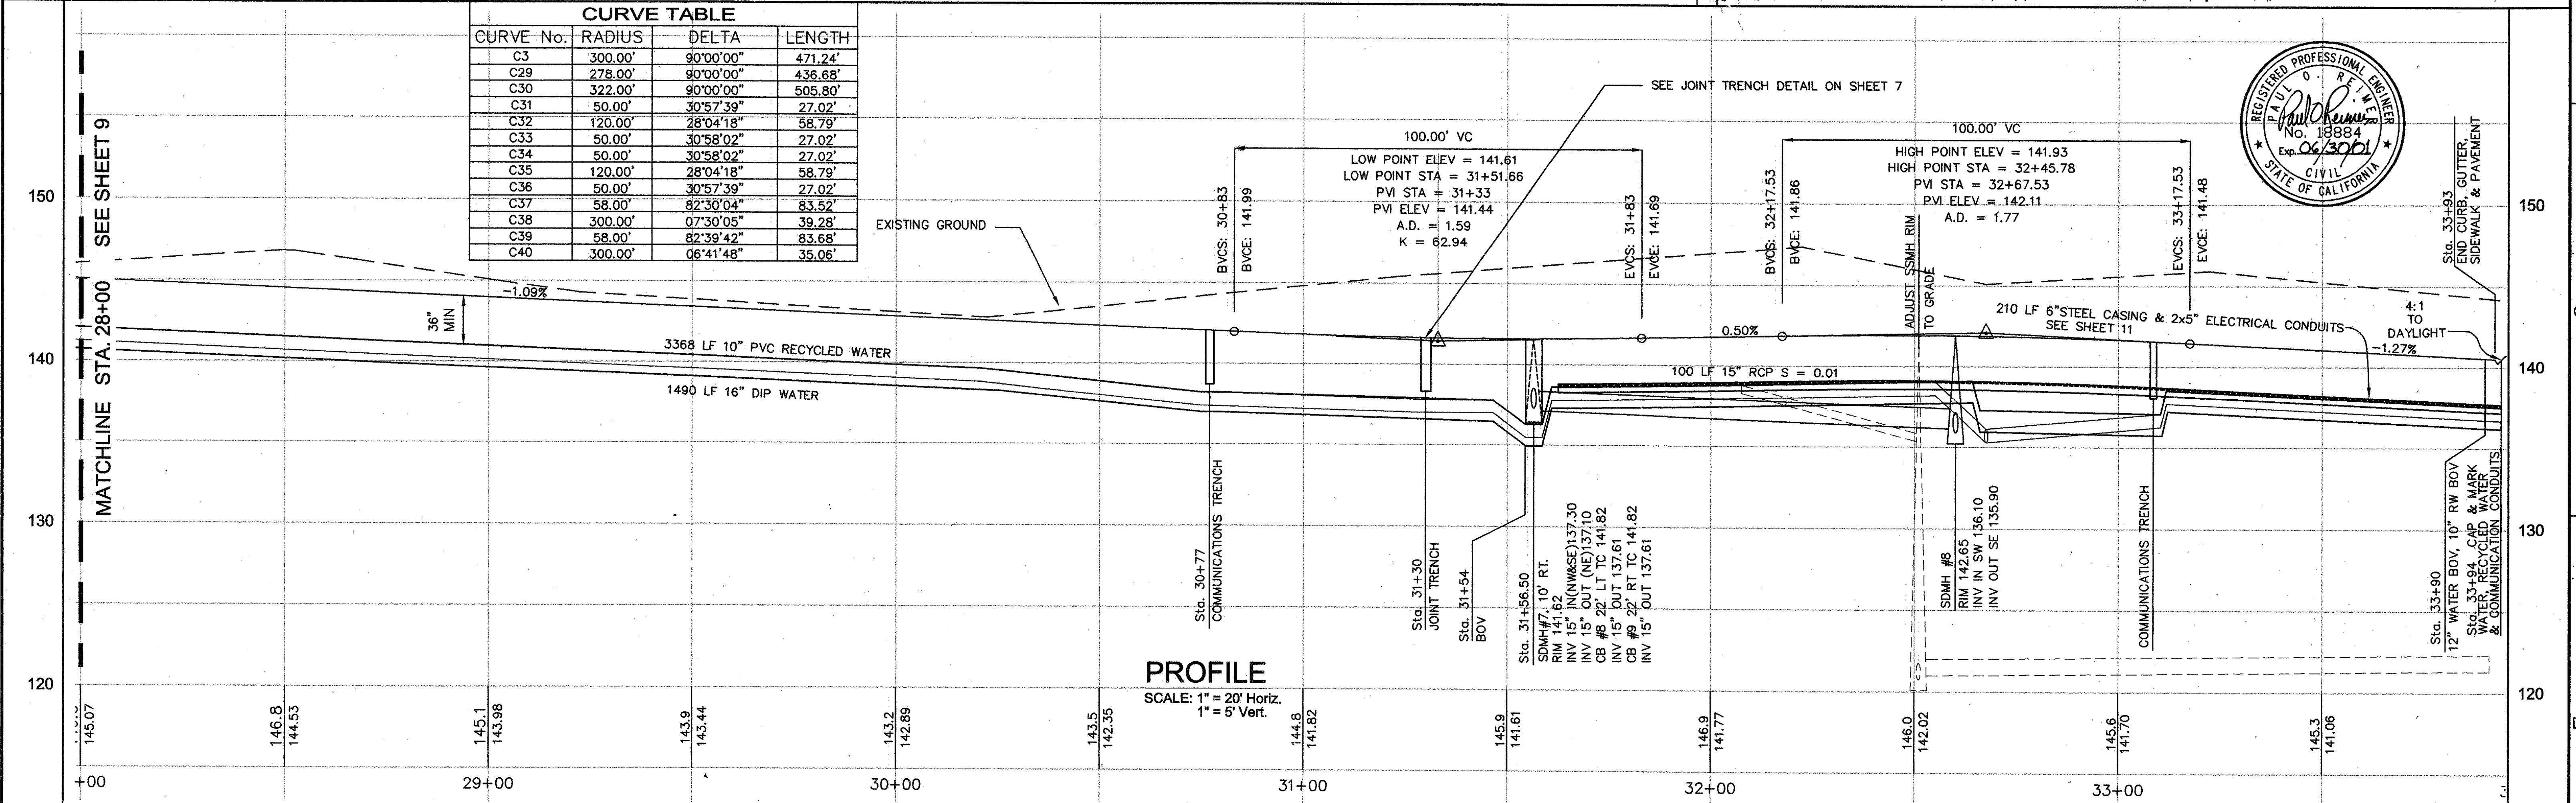 CURVE TABLE
CURVE No. RADIUS DELTA LENGTH
C3 300.00' 90°00'00" 471.24'
C29 278.00' 90°00'00" 436.68'
C30 322.00' 90°00'00" 505.80'
C31 50.00' 30°57'39" 27.02'
C32 120.00' 28°04'18" 58.79'
C33 50.00' 30°58'02" 27.02'
C34 50.00' 30°58'02" 27.02'
C35 120.00' 28°04'18" 58.79'
C36 50.00' 30°57'39" 27.02'
C37 58.00' 82°30'04" 83.52'
C38 300.00' 07°30'05" 39.28'
C39 58.00' 82°39'42" 83.68'
C40 300.00' 06°41'48" 35.06'
MATCHLINE STA. 28+00 SEE SHEET 9
150
140
130
120
EXISTING GROUND
-1.09%
36"
MIN
3368 LF 10" PVC RECYCLED WATER
1490 LF 16" DIP WATER
SEE JOINT TRENCH DETAIL ON SHEET 7
100.00' VC
LOW POINT ELEV = 141.61
LOW POINT STA = 31+51.66
PVI STA = 31+33
PVI ELEV = 141.44
A.D. = 1.59
K = 62.94
BVCS: 30+83
BVCE: 141.99
EVCS: 31+83
EVCE: 141.69
100.00' VC
HIGH POINT ELEV = 141.93
HIGH POINT STA = 32+45.78
PVI STA = 32+67.53
PVI ELEV = 142.11
A.D. = 1.77
BVCS: 32+17.53
BVCE: 141.86
EVCS: 33+17.53
EVCE: 141.48
ADJUST SSMH RIM
TO GRADE
0.50%
100 LF 15" RCP S = 0.01
210 LF 6"STEEL CASING & 2x5" ELECTRICAL CONDUITS
SEE SHEET 11
4:1
TO
DAYLIGHT
-1.27%
Sta. 33+93
END CURB, GUTTER,
SIDEWALK & PAVEMENT
REGISTERED PROFESSIONAL ENGINEER
PAUL O. REIMER
Paul O Reimer
No. 18884
Exp. 06/30/01
CIVIL
STATE OF CALIFORNIA
150
140
130
120
Sta. 30+77
COMMUNICATIONS TRENCH
Sta. 31+30
JOINT TRENCH
Sta. 31+54
BOV
Sta. 31+56.50
SDMH#7, 10' RT.
RIM 141.62
INV 15" IN(NW&SE)137.30
INV 15" OUT (NE)137.10
CB #8 22' LT TC 141.82
INV 15" OUT 137.61
CB #9 22' RT TC 141.82
INV 15" OUT 137.61
SDMH #8
RIM 142.65
INV IN SW 136.10
INV OUT SE 135.90
COMMUNICATIONS TRENCH
Sta. 33+90
12" WATER BOV, 10" RW BOV
Sta. 33+94 CAP & MARK
WATER, RECYCLED WATER
& COMMUNICATION CONDUITS
PROFILE
SCALE: 1" = 20' Horiz.
1" = 5' Vert.
145.07
146.8
144.53
145.1
143.98
143.9
143.44
143.2
142.89
143.5
142.35
144.8
141.82
145.9
141.61
146.9
141.77
146.0
142.02
145.6
141.70
145.3
141.06
+00
29+00
30+00
31+00
32+00
33+00